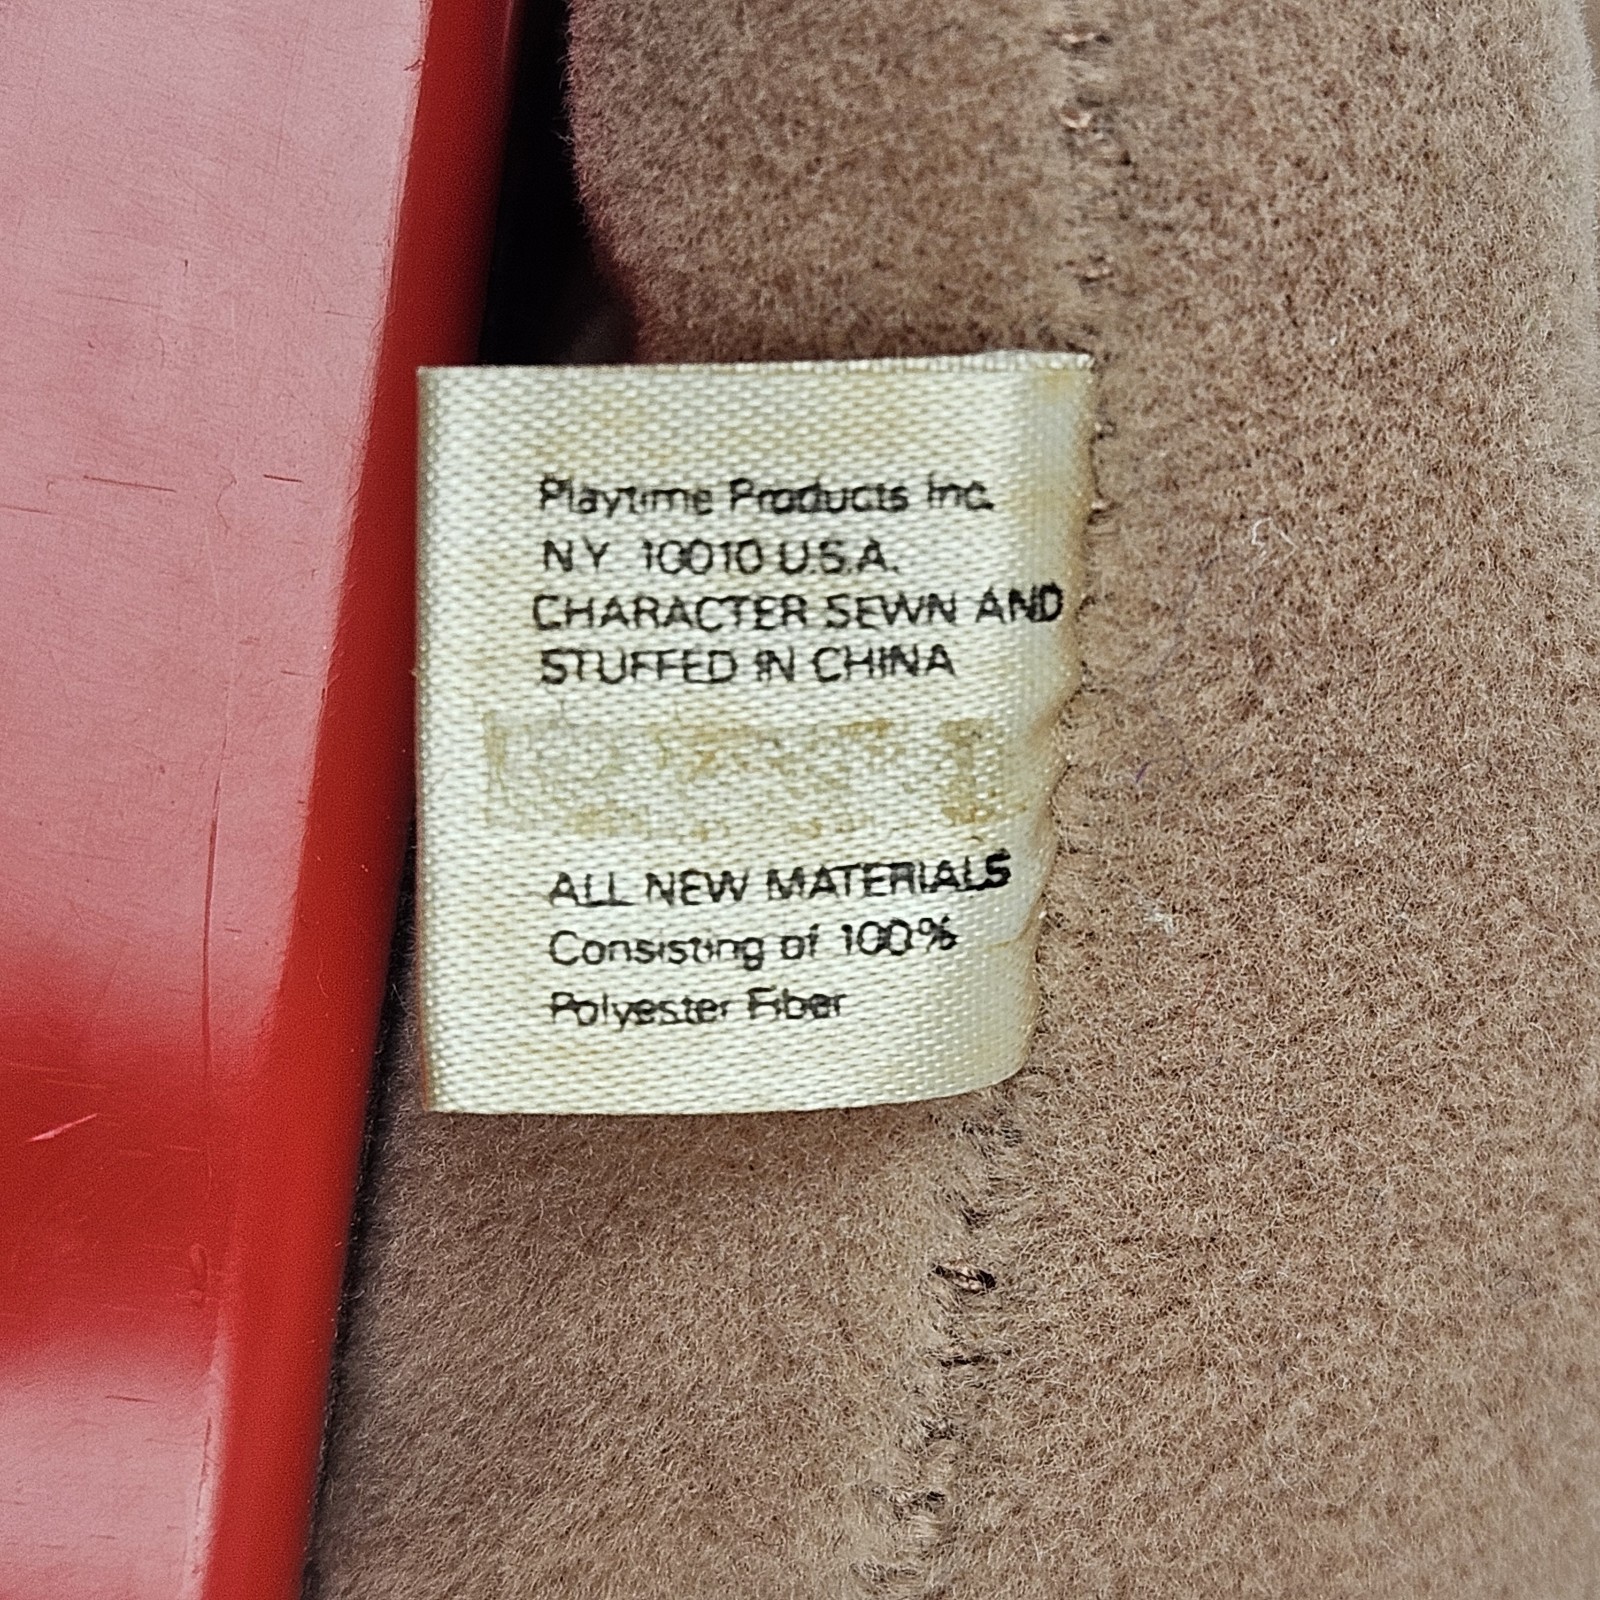 Playtime Products Inc.
N.Y. 10010 U.S.A.
CHARACTER SEWN AND
STUFFED IN CHINA
ALL NEW MATERIALS
Consisting of 100%
Polyester Fiber